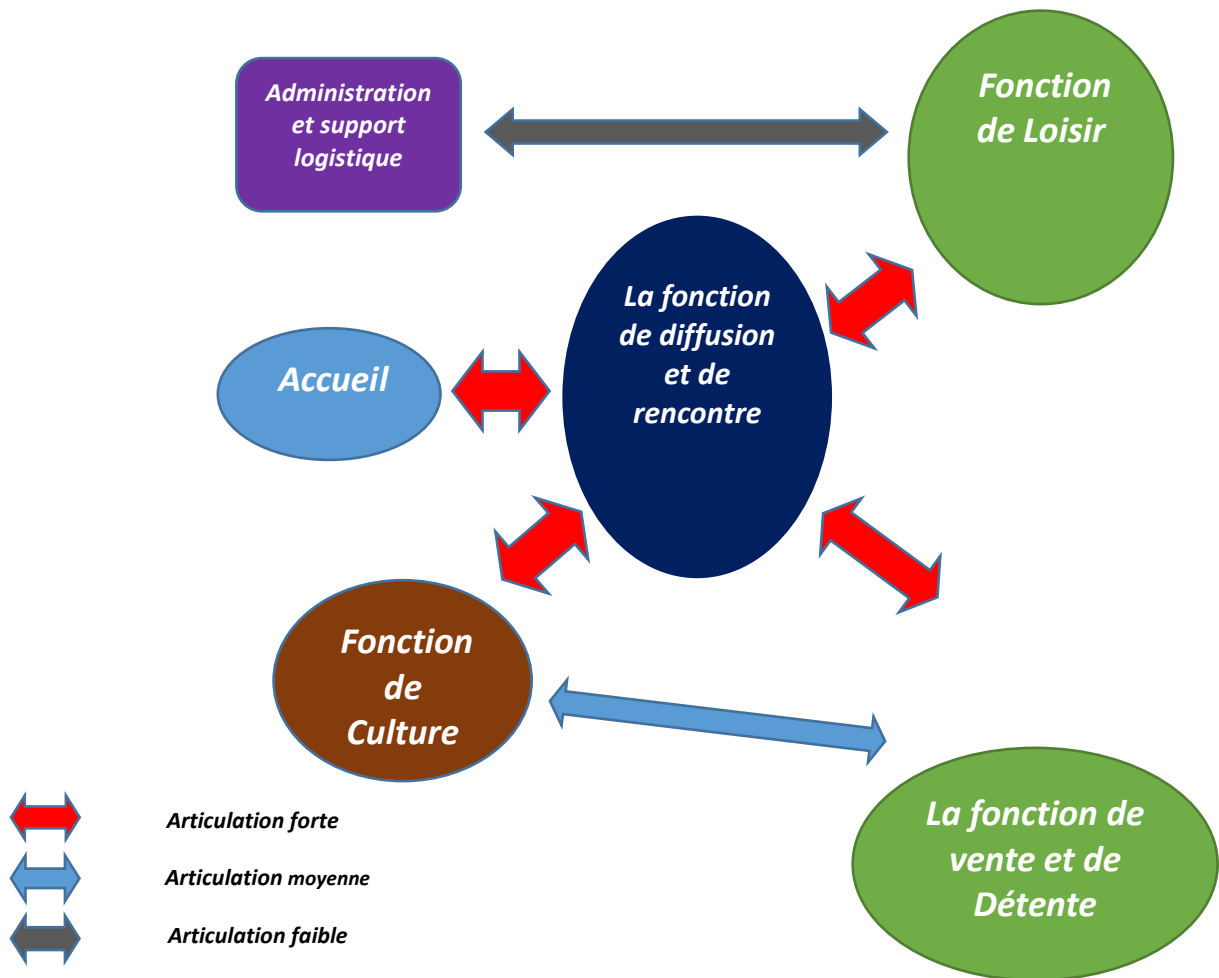 Administration
et support
logistique
Fonction
de Loisir
La fonction
de diffusion
et de
rencontre
Accueil
Fonction
de
Culture
La fonction de
vente et de
Détente
Articulation forte
Articulation moyenne
Articulation faible